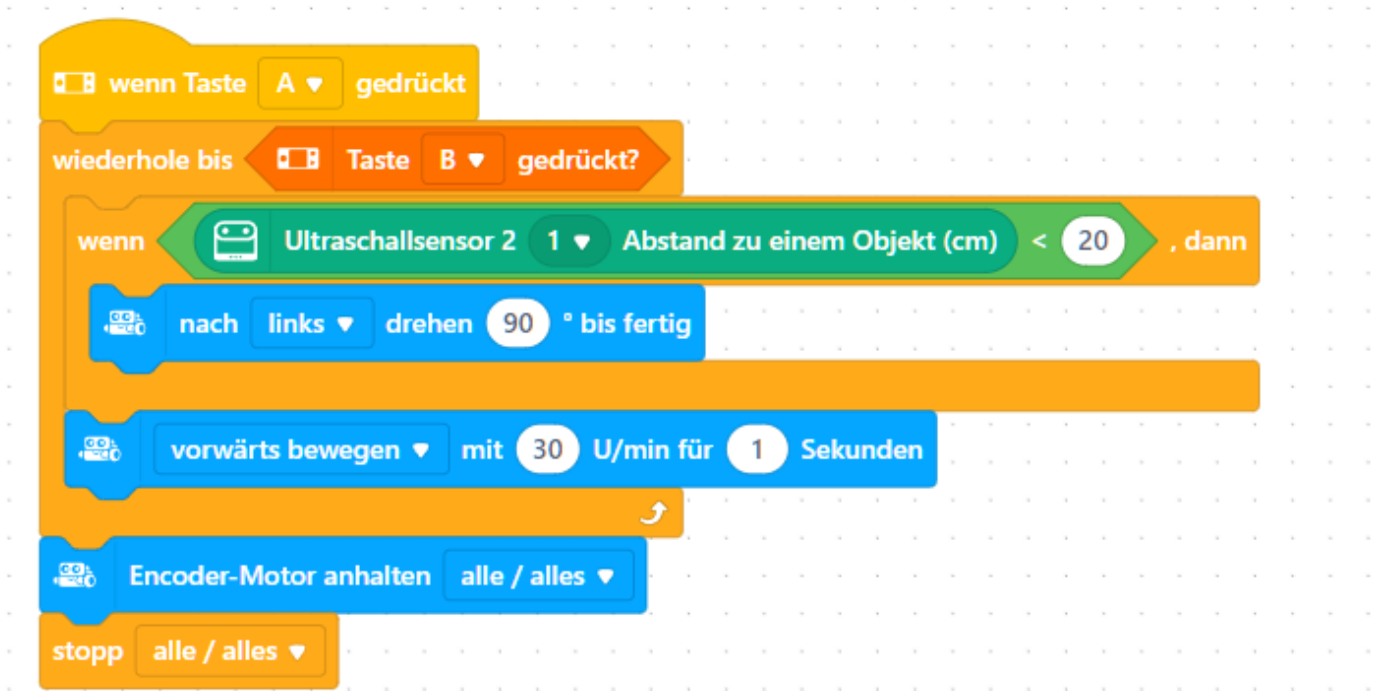 wenn Taste A gedrückt
wiederhole bis Taste B gedrückt?
wenn Ultraschallsensor 2 1 Abstand zu einem Objekt (cm) < 20 , dann
nach links drehen 90 ° bis fertig
vorwärts bewegen mit 30 U/min für 1 Sekunden
Encoder-Motor anhalten alle / alles
stopp alle / alles